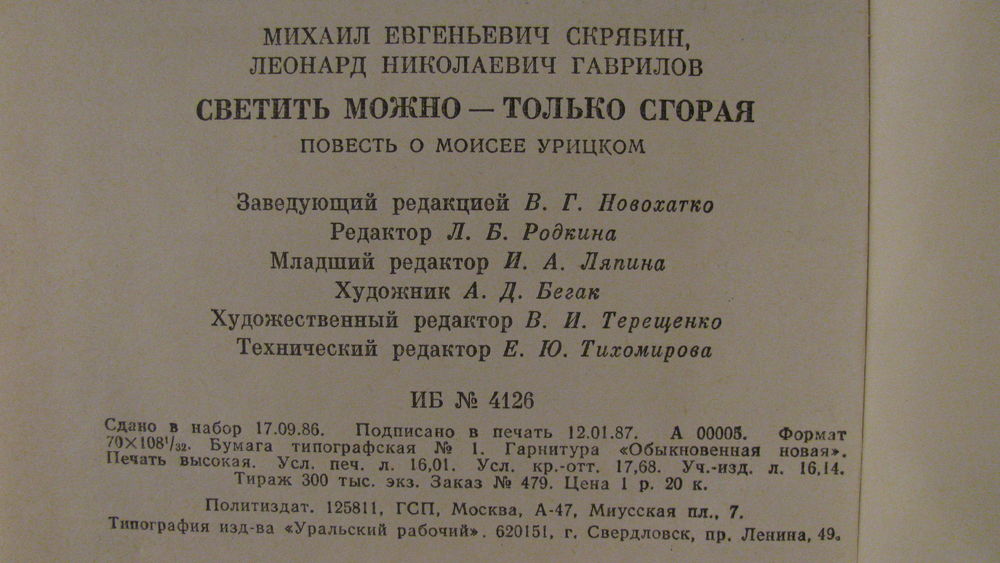 МИХАИЛ ЕВГЕНЬЕВИЧ СКРЯБИН,
ЛЕОНАРД НИКОЛАЕВИЧ ГАВРИЛОВ
СВЕТИТЬ МОЖНО — ТОЛЬКО СГОРАЯ
ПОВЕСТЬ О МОИСЕЕ УРИЦКОМ
Заведующий редакцией В. Г. Новохатко
Редактор Л. Б. Родкина
Младший редактор И. А. Ляпина
Художник А. Д. Бегак
Художественный редактор В. И. Терещенко
Технический редактор Е. Ю. Тихомирова
ИБ № 4126
Сдано в набор 17.09.86. Подписано в печать 12.01.87. А 00005. Формат
70×108¹/₃₂. Бумага типографская № 1. Гарнитура «Обыкновенная новая».
Печать высокая. Усл. печ. л. 16,01. Усл. кр.-отт. 17,68. Уч.-изд. л. 16,14.
Тираж 300 тыс. экз. Заказ № 479. Цена 1 р. 20 к.
Политиздат. 125811, ГСП, Москва, А-47, Миусская пл., 7.
Типография изд-ва «Уральский рабочий». 620151, г. Свердловск, пр. Ленина, 49.